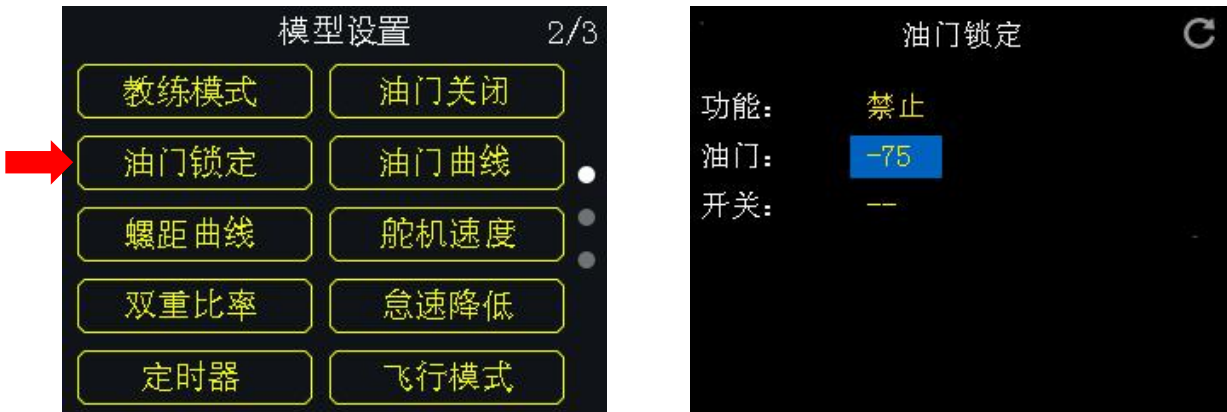 模型设置 2/3
教练模式 油门关闭
油门锁定 油门曲线
螺距曲线 舵机速度
双重比率 怠速降低
定时器 飞行模式
油门锁定
功能： 禁止
油门： -75
开关： --